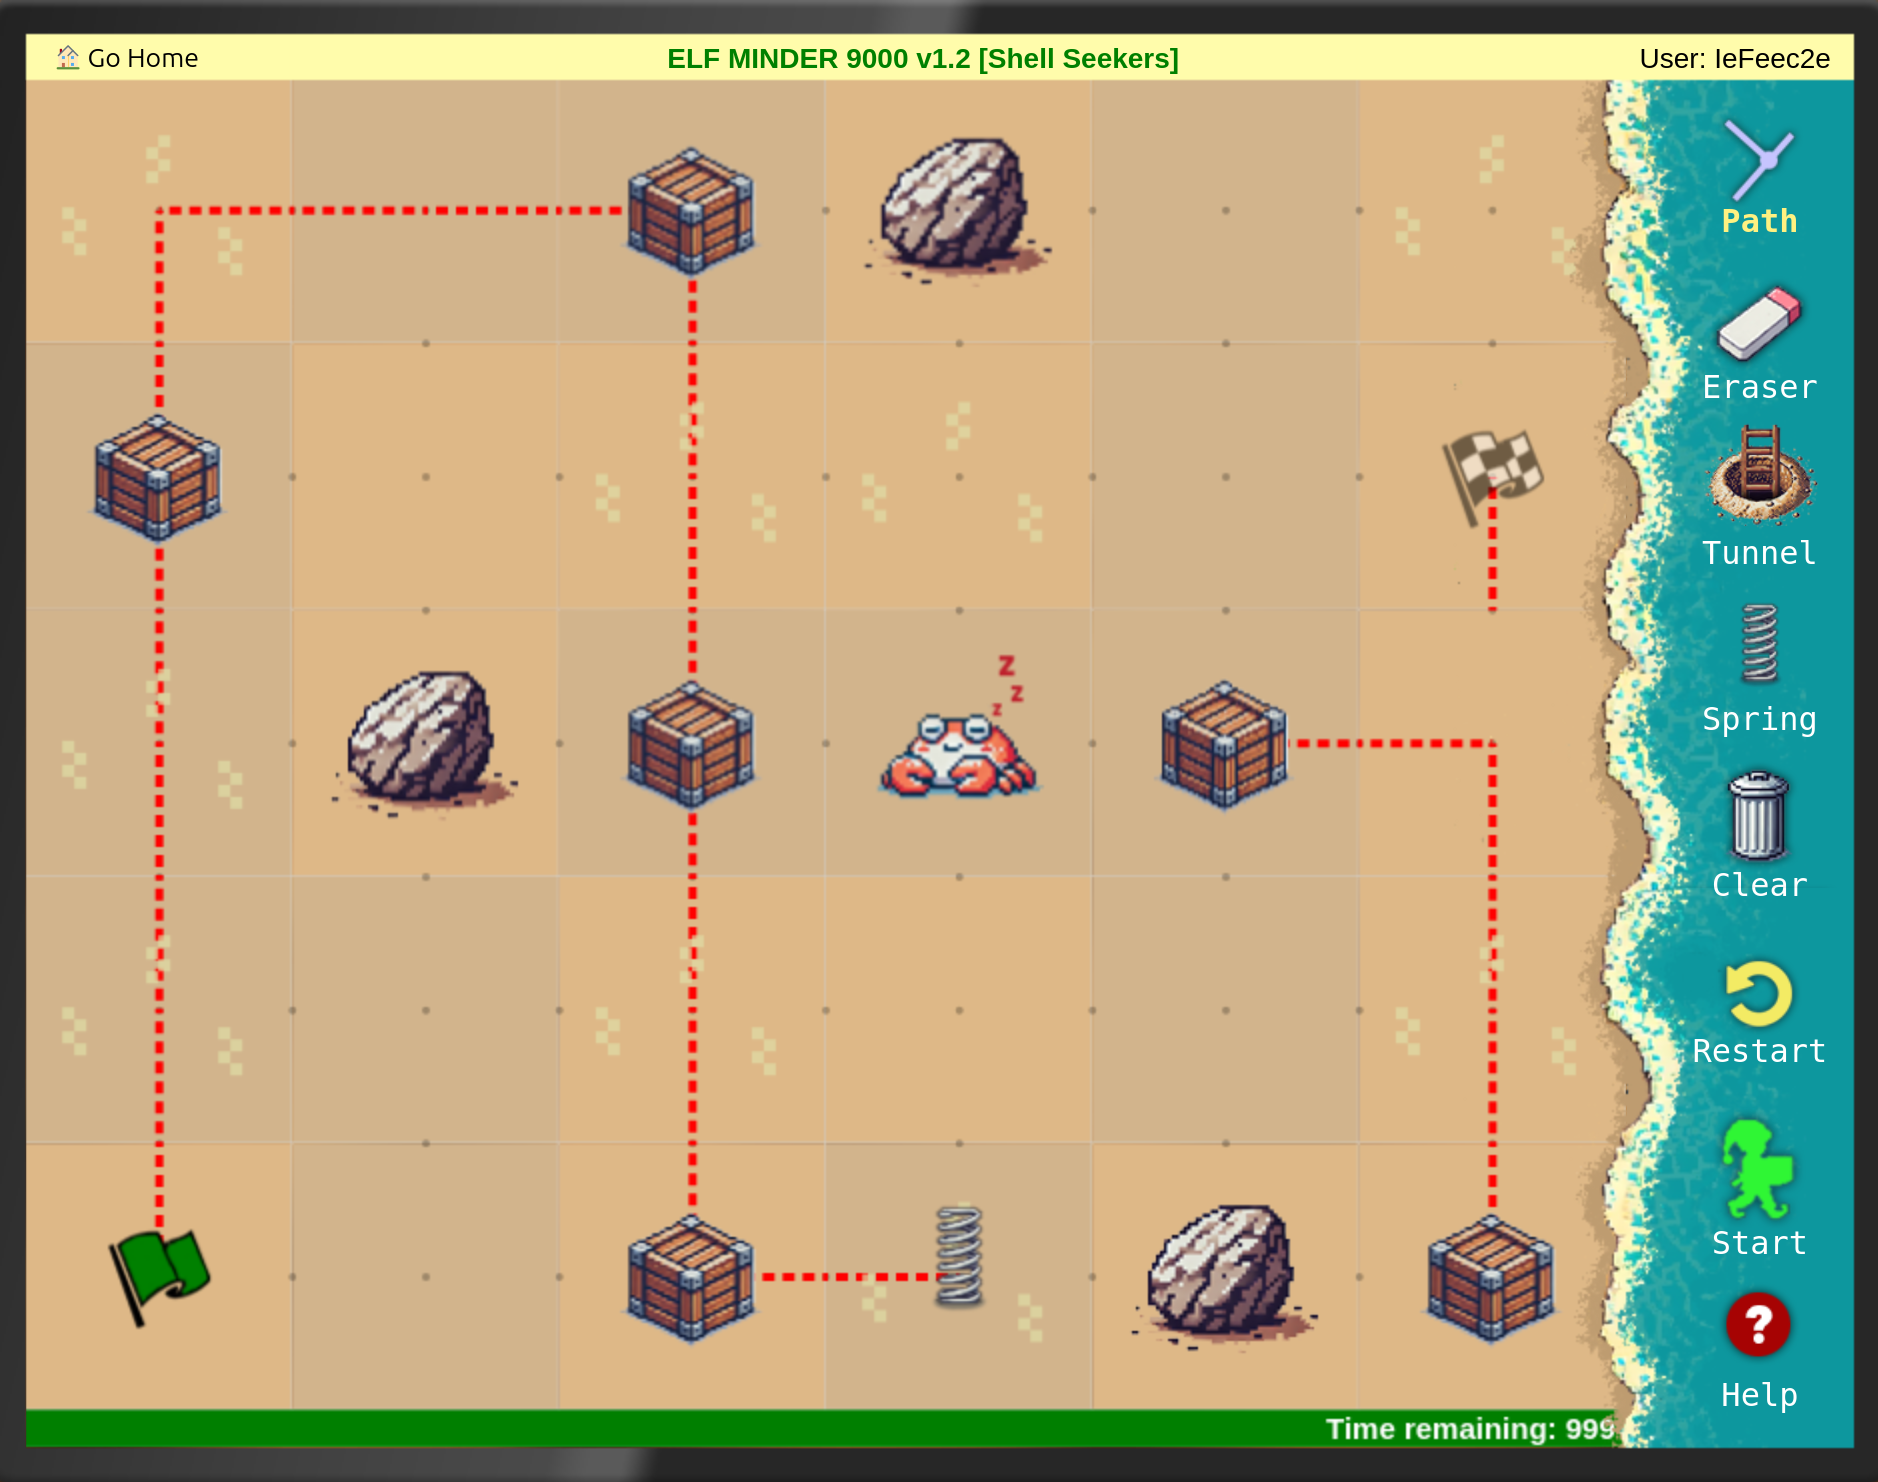 Go Home
ELF MINDER 9000 v1.2 [Shell Seekers]
User: IeFeec2e
Path
Eraser
Tunnel
Spring
z
z
z
Clear
Restart
Start
?
Help
Time remaining: 999